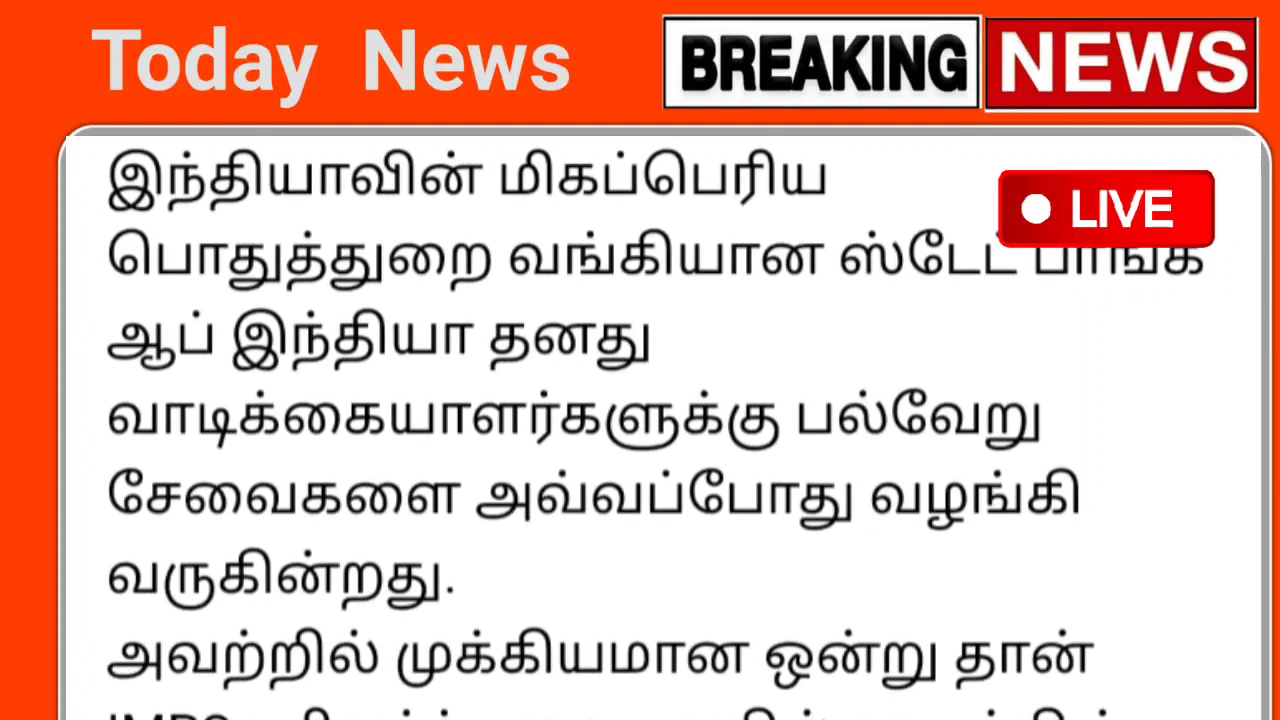 Today News
BREAKING NEWS
இந்தியாவின் மிகப்பெரிய
LIVE
பொதுத்துறை வங்கியான ஸ்டேட்
ஆப் இந்தியா தனது
வாடிக்கையாளர்களுக்கு பல்வேறு
சேவைகளை அவ்வப்போது வழங்கி
வருகின்றது.
அவற்றில் முக்கியமான ஒன்று தான்